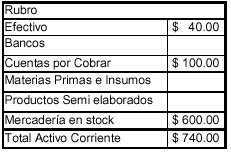 Rubro
Efectivo $ 40.00
Bancos
Cuentas por Cobrar $ 100.00
Materias Primas e Insumos
Productos Semi elaborados
Mercadería en stock $ 600.00
Total Activo Corriente $ 740.00